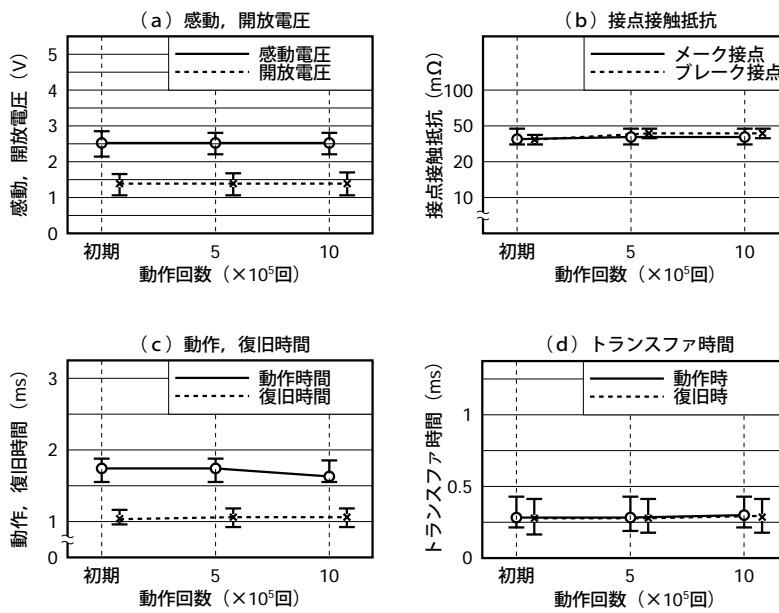 (a) 感動, 開放電圧
感動, 開放電圧 (V)
感動電圧
開放電圧
5
4
3
2
1
0
初期 5 10
動作回数 (×10⁵回)
(b) 接点接触抵抗
接点接触抵抗 (mΩ)
メーク接点
ブレーク接点
100
50
20
10
初期 5 10
動作回数 (×10⁵回)
(c) 動作, 復旧時間
動作, 復旧時間 (ms)
動作時間
復旧時間
3
2
1
0
初期 5 10
動作回数 (×10⁵回)
(d) トランスファ時間
トランスファ時間 (ms)
動作時
復旧時
1
0.5
0
初期 5 10
動作回数 (×10⁵回)